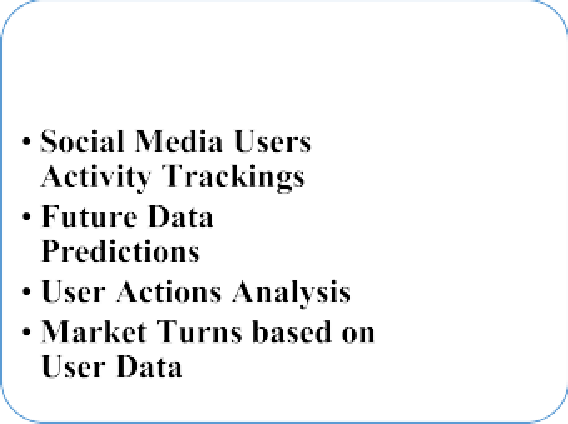 • Social Media Users
Activity Trackings
• Future Data
Predictions
• User Actions Analysis
• Market Turns based on
User Data